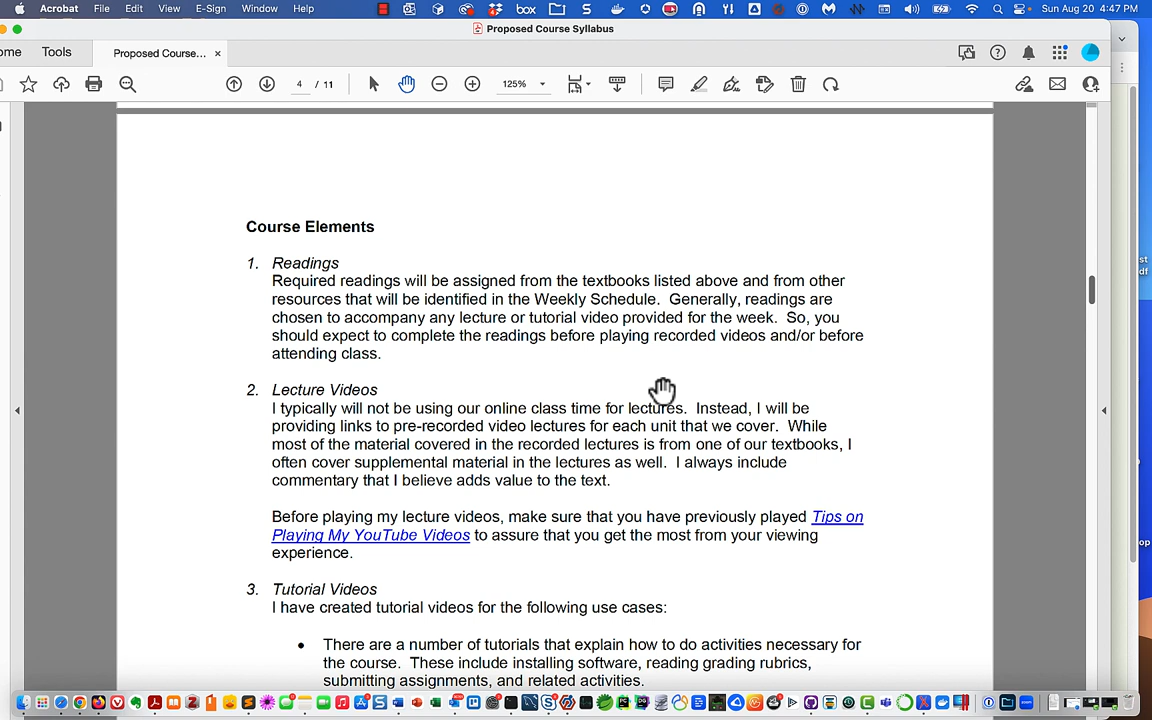 Acrobat File Edit View E-Sign Window Help box Sun Aug 20 4:47 PM
Proposed Course Syllabus
ome Tools Proposed Course... ×
4 / 11 125%
Course Elements
1. Readings
Required readings will be assigned from the textbooks listed above and from other
resources that will be identified in the Weekly Schedule. Generally, readings are
chosen to accompany any lecture or tutorial video provided for the week. So, you
should expect to complete the readings before playing recorded videos and/or before
attending class.
2. Lecture Videos
I typically will not be using our online class time for lectures. Instead, I will be
providing links to pre-recorded video lectures for each unit that we cover. While
most of the material covered in the recorded lectures is from one of our textbooks, I
often cover supplemental material in the lectures as well. I always include
commentary that I believe adds value to the text.
Before playing my lecture videos, make sure that you have previously played Tips on
Playing My YouTube Videos to assure that you get the most from your viewing
experience.
3. Tutorial Videos
I have created tutorial videos for the following use cases:
• There are a number of tutorials that explain how to do activities necessary for
the course. These include installing software, reading grading rubrics,
submitting assignments, and related activities.
st
df
op